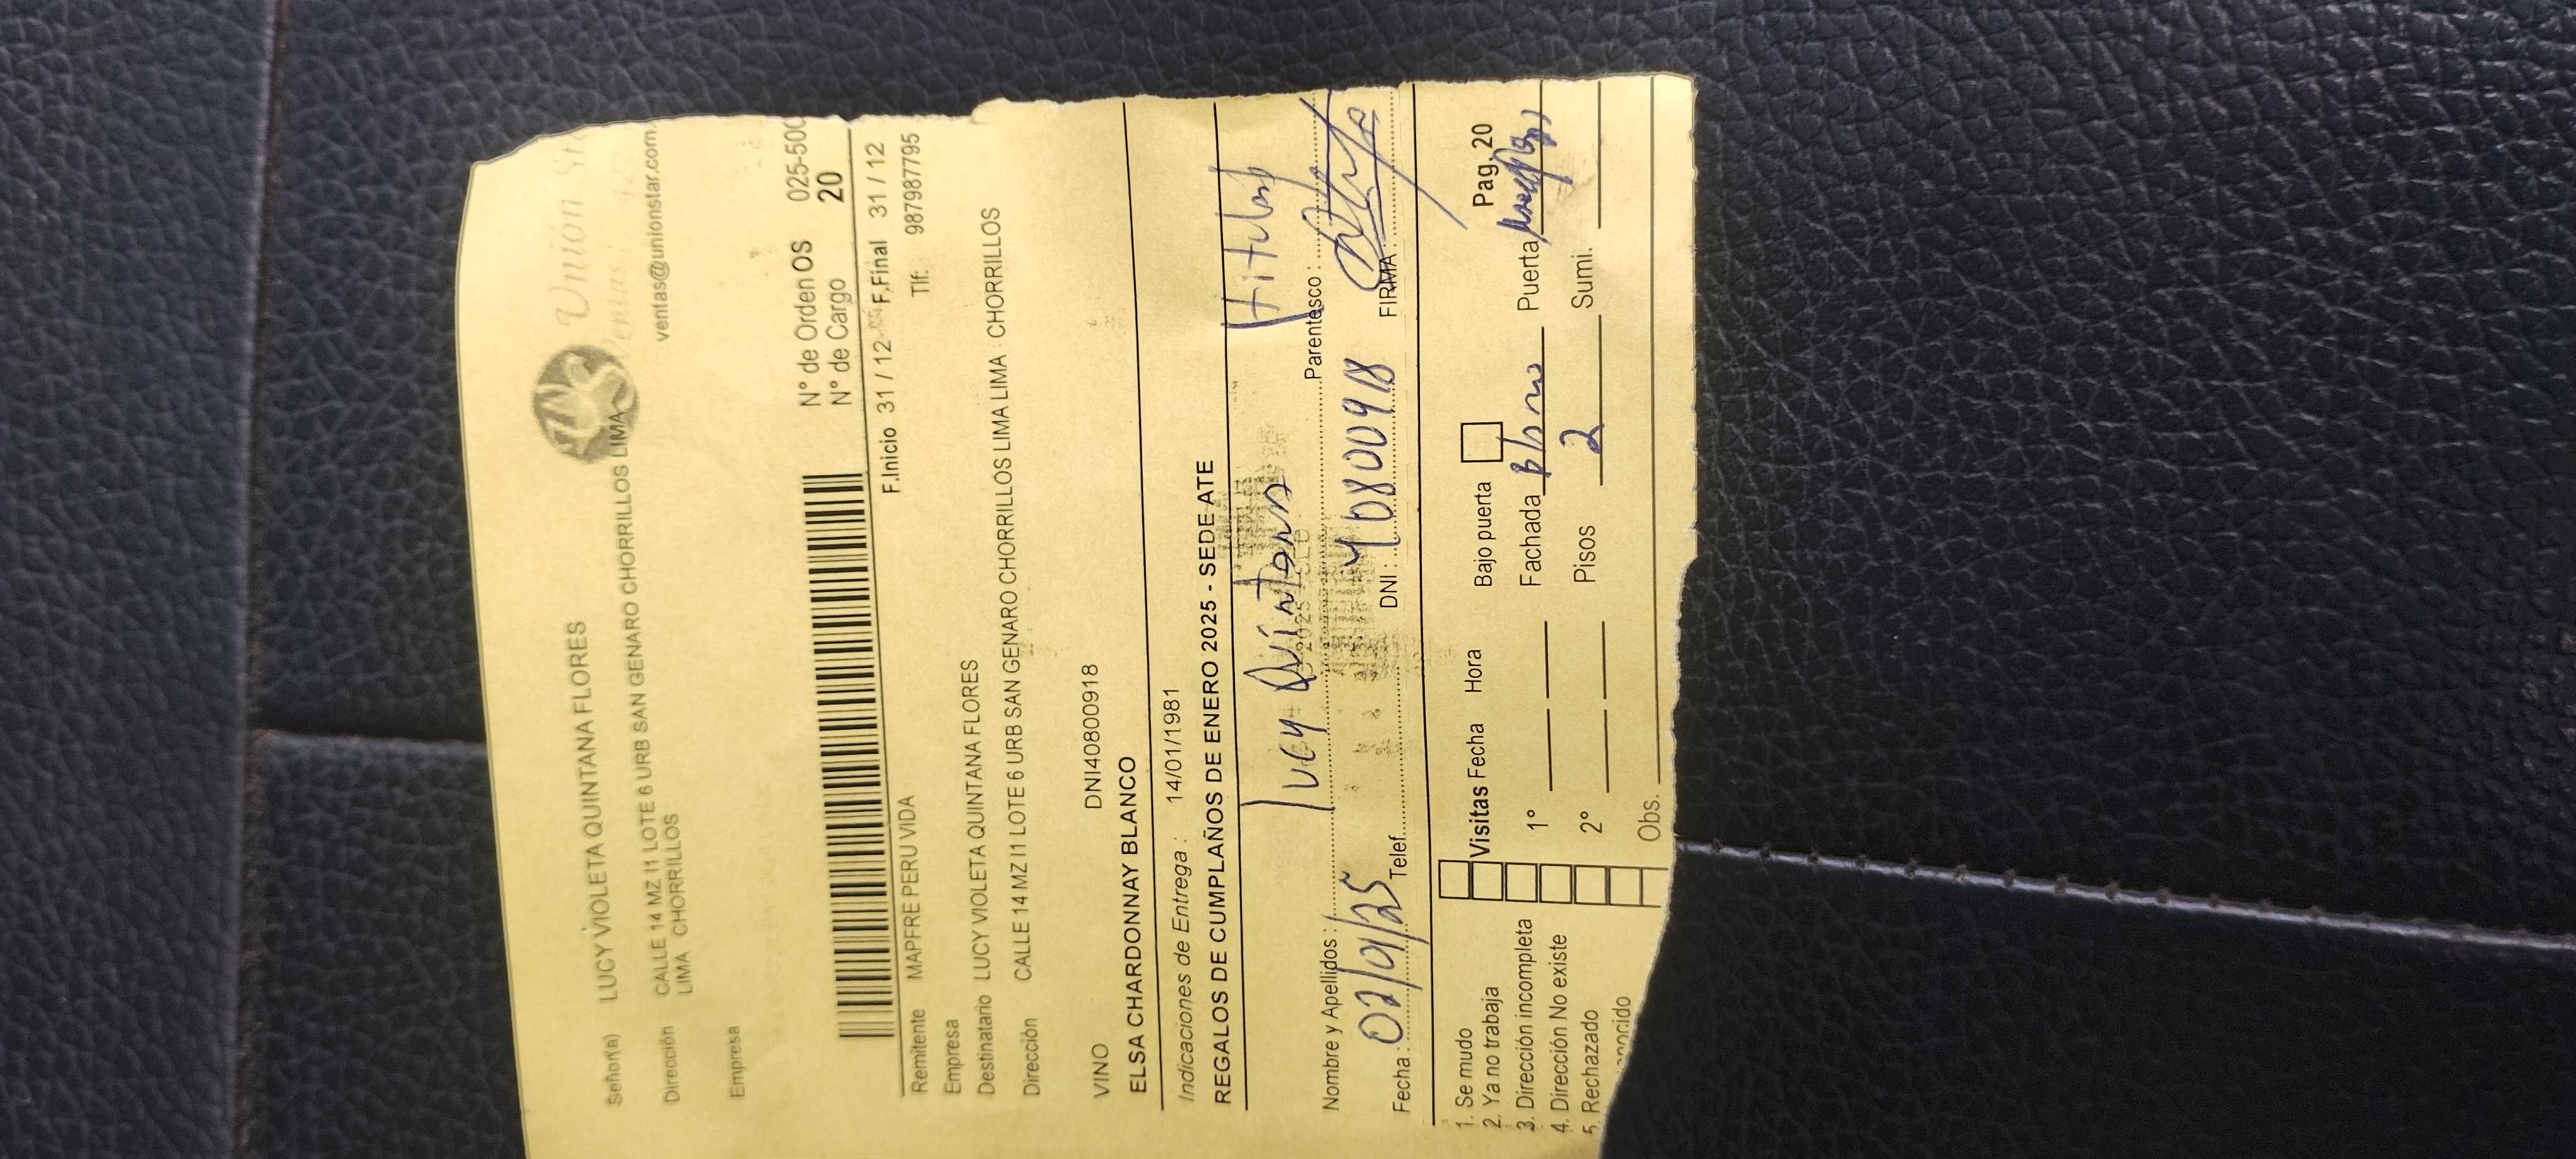 Unión St
ventas@unionstar.com.
Señor(a) LUCY VIOLETA QUINTANA FLORES
Dirección CALLE 14 MZ I1 LOTE 6 URB SAN GENARO CHORRILLOS LIMA
LIMA CHORRILLOS
Empresa
N° de Orden OS 025-500
N° de Cargo 20
F.Inicio 31 / 12 F.Final 31 / 12
Remitente MAPFRE PERU VIDA Tlf: 987987795
Empresa
Destinatario LUCY VIOLETA QUINTANA FLORES
Dirección CALLE 14 MZ I1 LOTE 6 URB SAN GENARO CHORRILLOS LIMA LIMA CHORRILLOS
VINO DNI40800918
ELSA CHARDONNAY BLANCO
Indicaciones de Entrega : 14/01/1981
REGALOS DE CUMPLAÑOS DE ENERO 2025 - SEDE ATE
Nombre y Apellidos : Lucy Quintana Parentesco : titular
Fecha : 02/01/25 Telef. DNI : 40800918 FIRMA :
1. Se mudo Bajo puerta Pag. 20
2. Ya no trabaja Visitas Fecha Hora
3. Dirección incompleta 1° Fachada Puerta
4. Dirección No existe
5. Rechazado 2° Pisos 2 Sumi.
Obs.